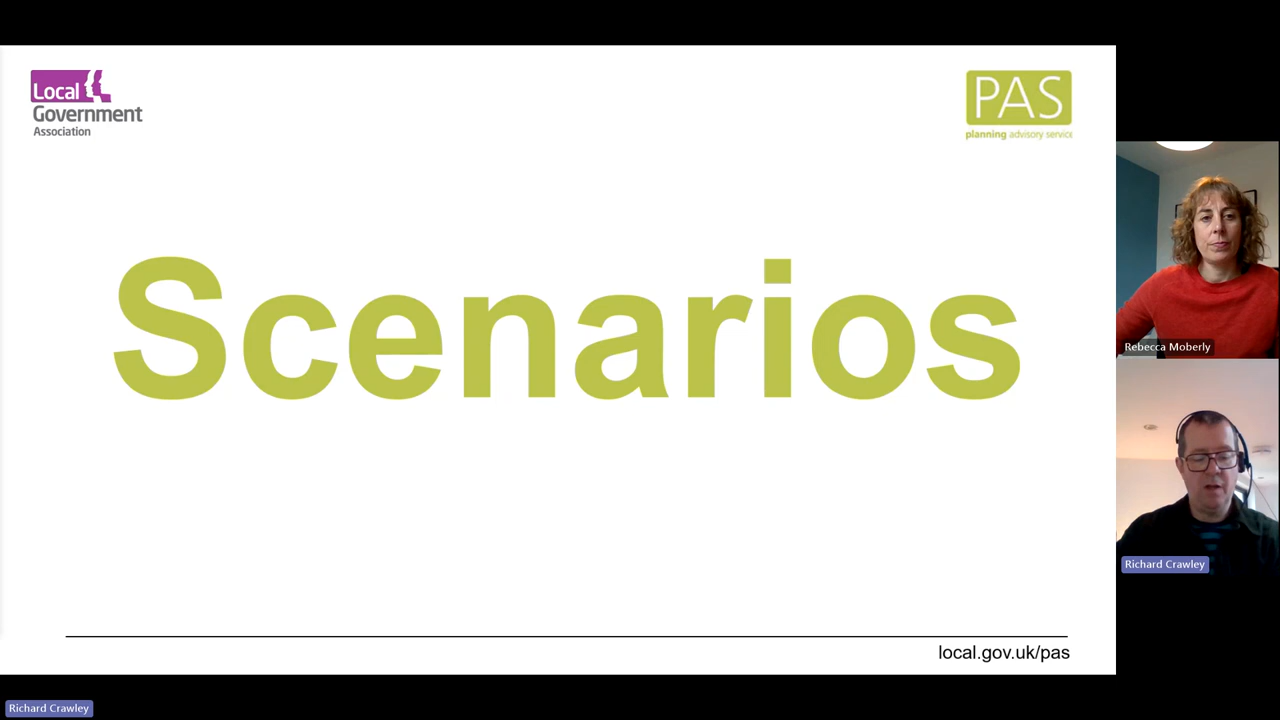 Local
Government
Association
PAS
planning advisory service
Scenarios
local.gov.uk/pas
Rebecca Moberly
Richard Crawley
Richard Crawley